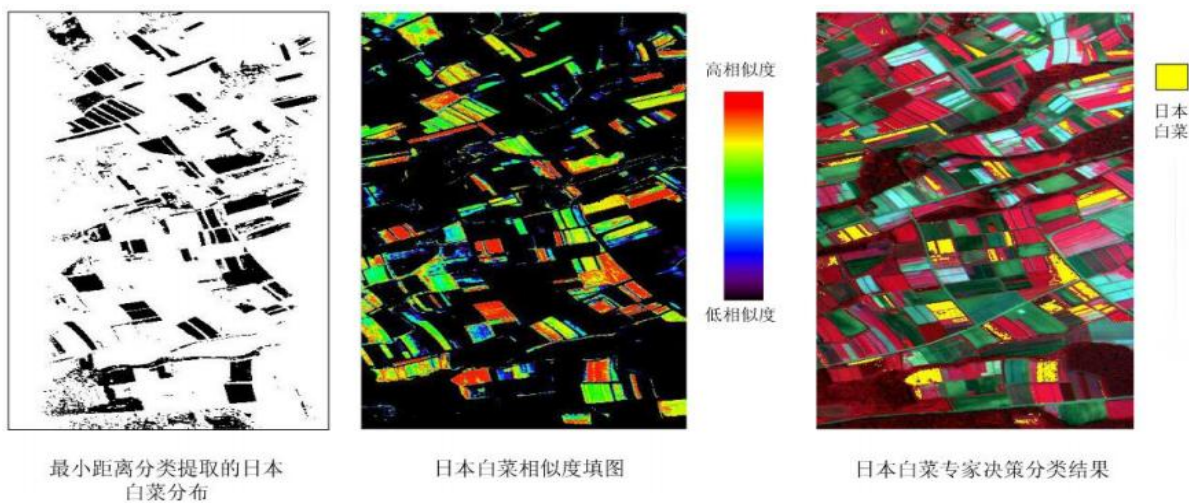 高相似度
低相似度
日本
白菜
最小距离分类提取的日本
白菜分布
日本白菜相似度填图
日本白菜专家决策分类结果